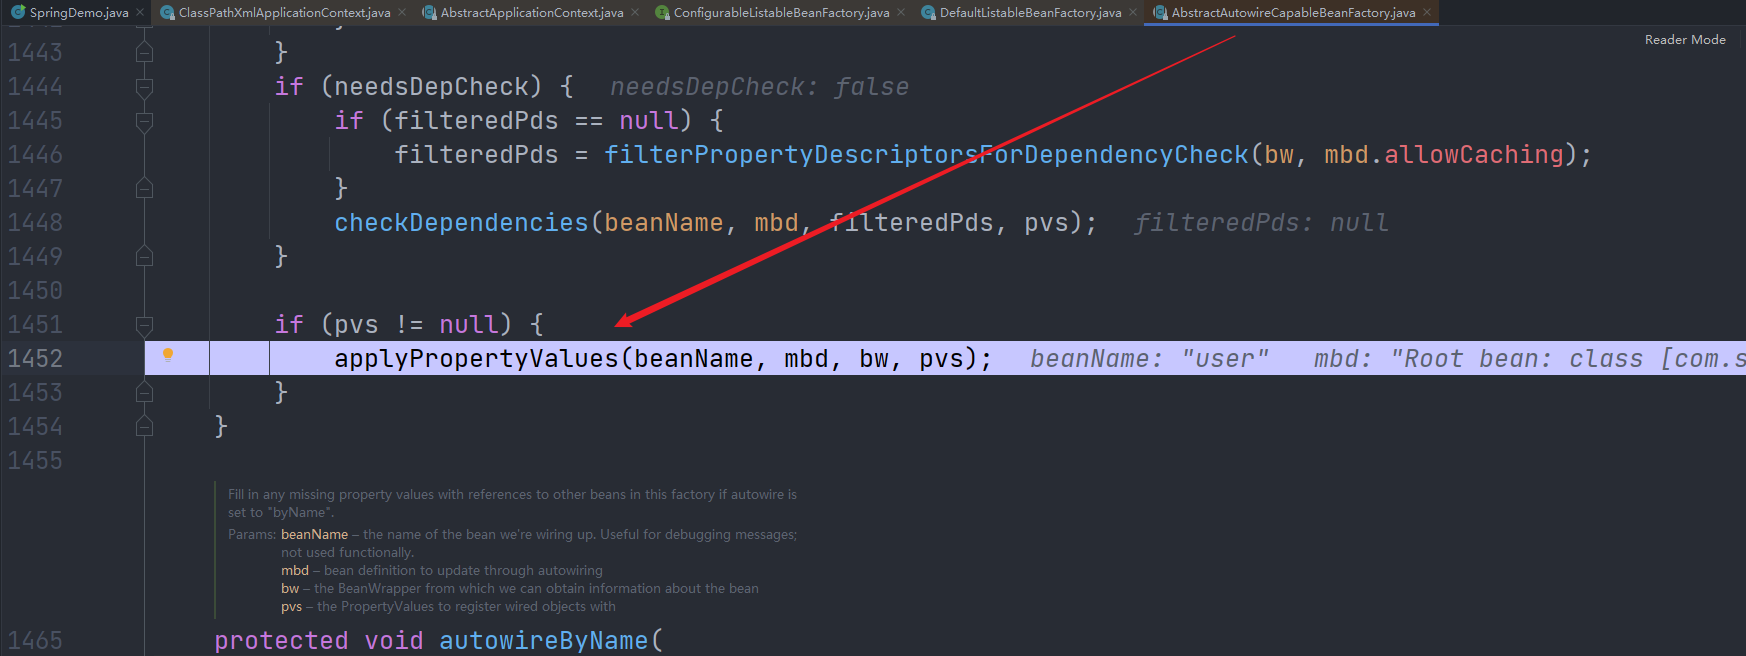 SpringDemo.java ClassPathXmlApplicationContext.java AbstractApplicationContext.java ConfigurableListableBeanFactory.java DefaultListableBeanFactory.java AbstractAutowireCapableBeanFactory.java
Reader Mode
1443 }
1444 if (needsDepCheck) { needsDepCheck: false
1445 if (filteredPds == null) {
1446 filteredPds = filterPropertyDescriptorsForDependencyCheck(bw, mbd.allowCaching);
1447 }
1448 checkDependencies(beanName, mbd, filteredPds, pvs); filteredPds: null
1449 }
1450
1451 if (pvs != null) {
1452 applyPropertyValues(beanName, mbd, bw, pvs); beanName: "user" mbd: "Root bean: class [com.s
1453 }
1454 }
1455
Fill in any missing property values with references to other beans in this factory if autowire is
set to "byName".
Params: beanName – the name of the bean we're wiring up. Useful for debugging messages;
not used functionally.
mbd – bean definition to update through autowiring
bw – the BeanWrapper from which we can obtain information about the bean
pvs – the PropertyValues to register wired objects with
1465 protected void autowireByName(